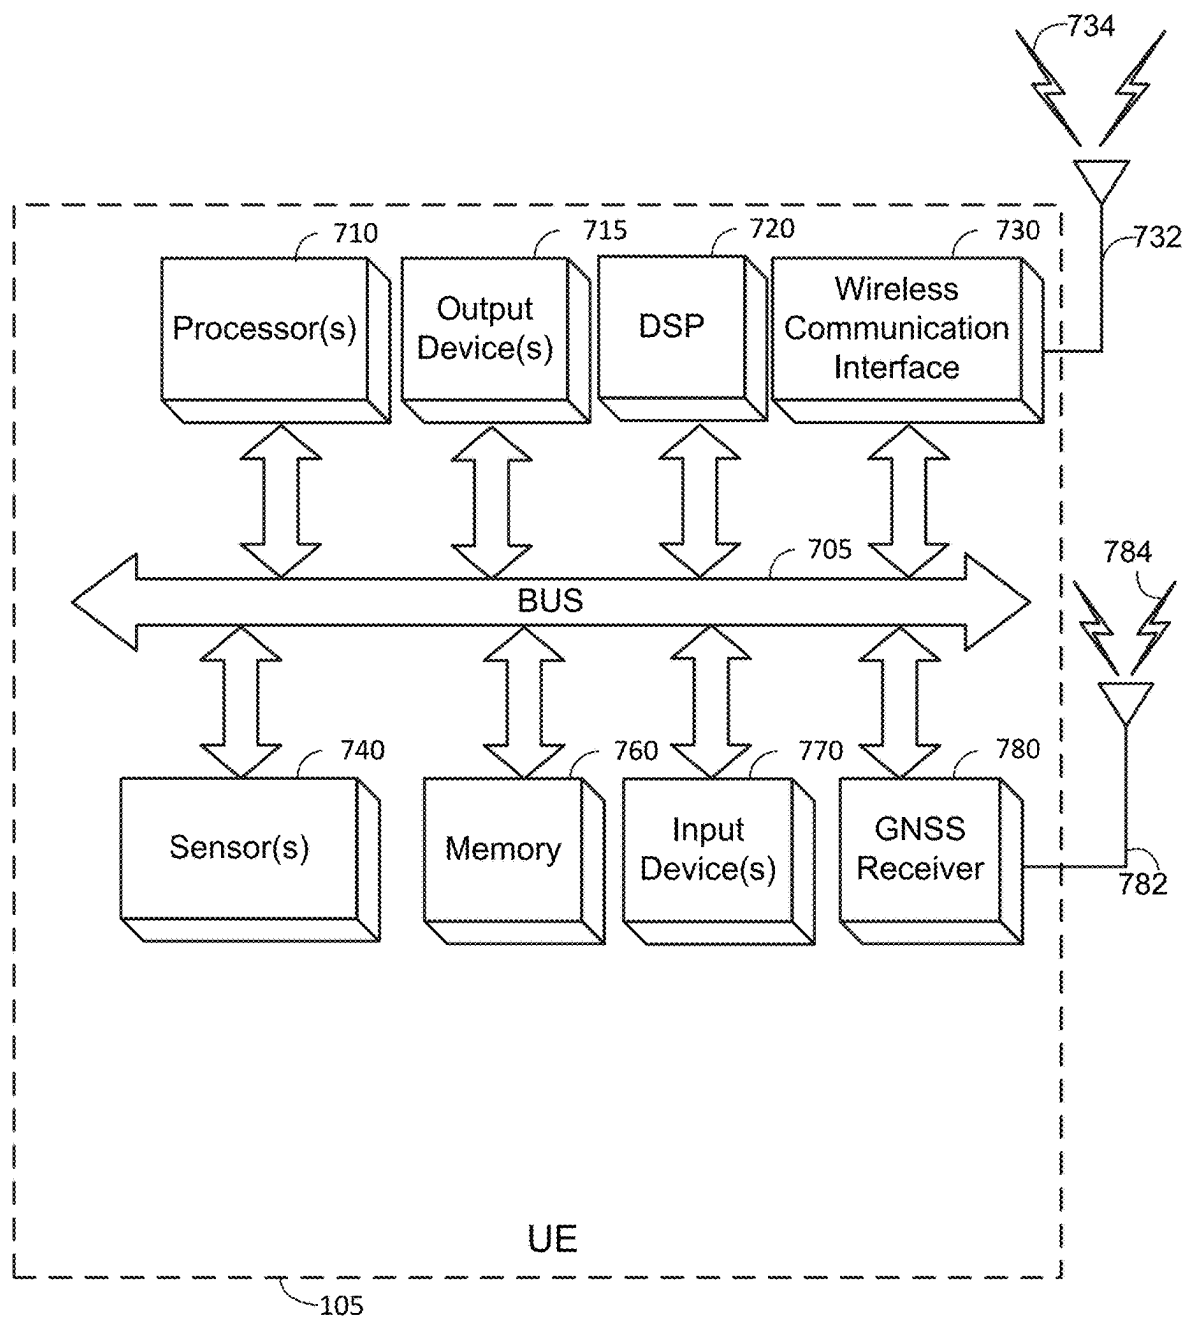 734
710
715
720
730
732
Processor(s)
Output
Device(s)
DSP
Wireless
Communication
Interface
705
BUS
784
740
760
770
780
Sensor(s)
Memory
Input
Device(s)
GNSS
Receiver
782
UE
105